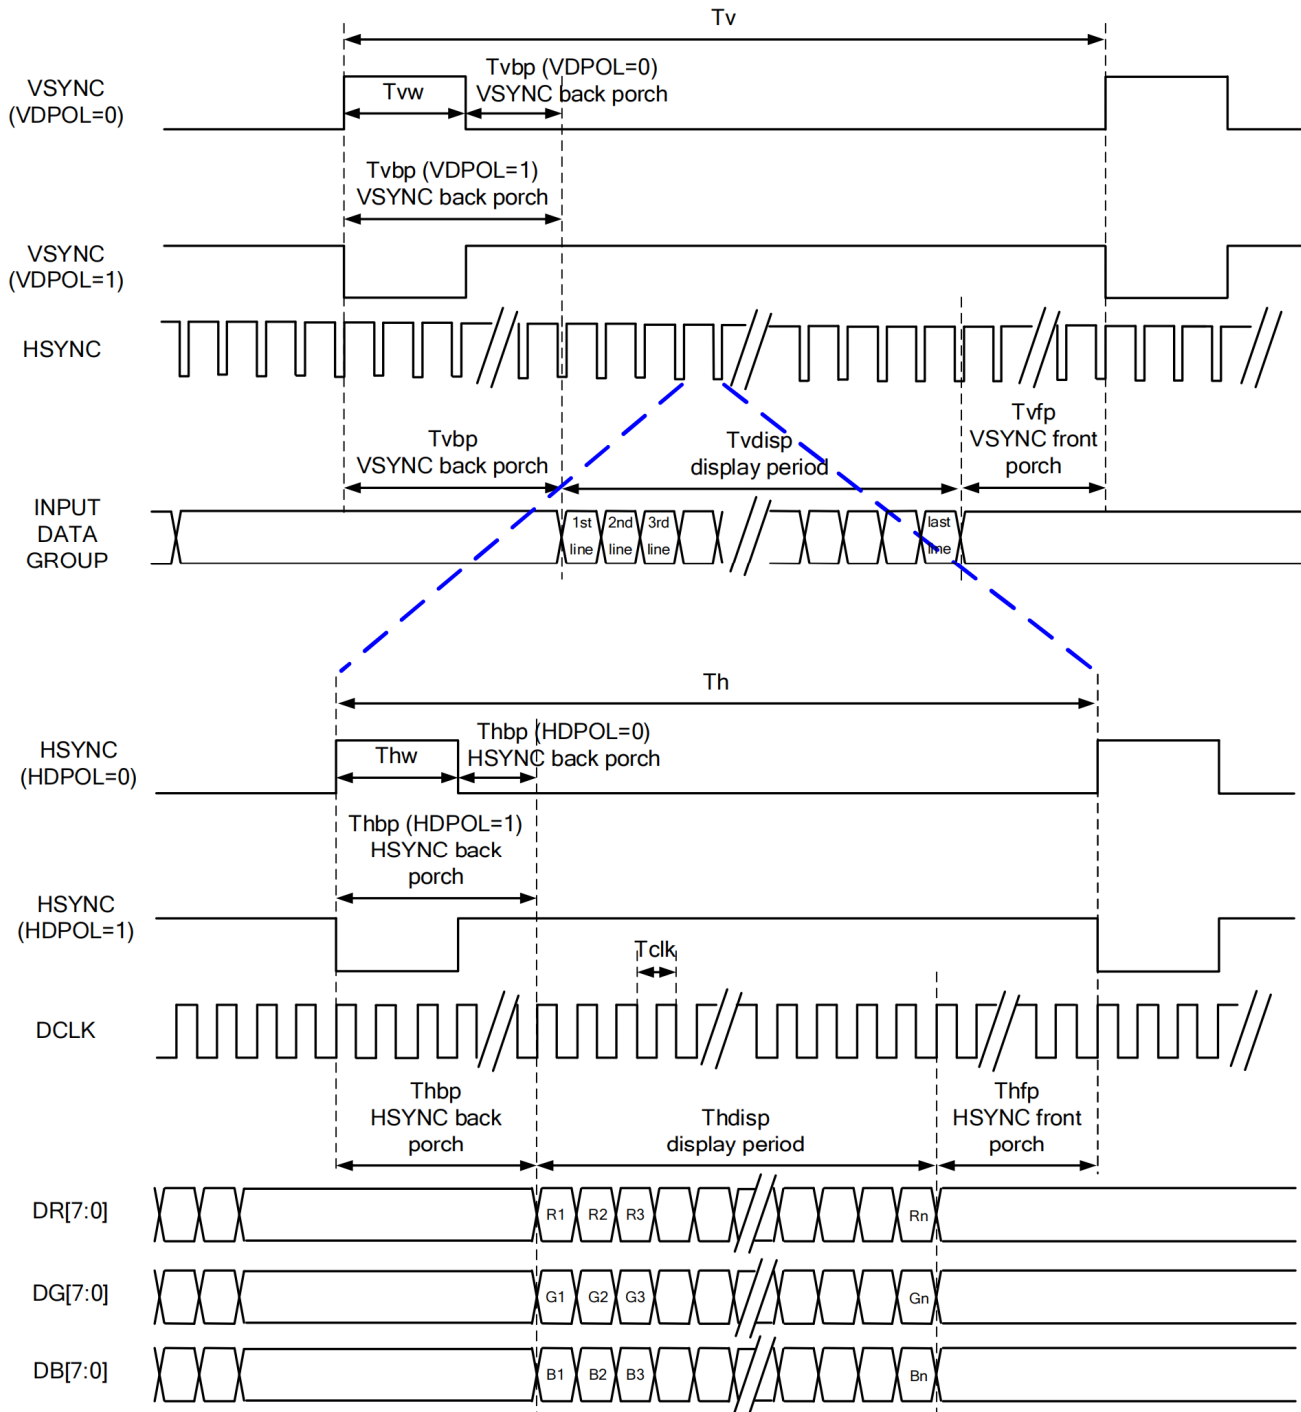 Tv
VSYNC
(VDPOL=0)
Tvw
Tvbp (VDPOL=0)
VSYNC back porch
Tvbp (VDPOL=1)
VSYNC back porch
VSYNC
(VDPOL=1)
HSYNC
Tvbp
VSYNC back porch
Tvdisp
display period
Tvfp
VSYNC front
porch
INPUT
DATA
GROUP
1st
line
2nd
line
3rd
line
last
line
Th
HSYNC
(HDPOL=0)
Thw
Thbp (HDPOL=0)
HSYNC back porch
Thbp (HDPOL=1)
HSYNC back
porch
HSYNC
(HDPOL=1)
Tclk
DCLK
Thbp
HSYNC back
porch
Thdisp
display period
Thfp
HSYNC front
porch
DR[7:0]
R1 R2 R3 Rn
DG[7:0]
G1 G2 G3 Gn
DB[7:0]
B1 B2 B3 Bn